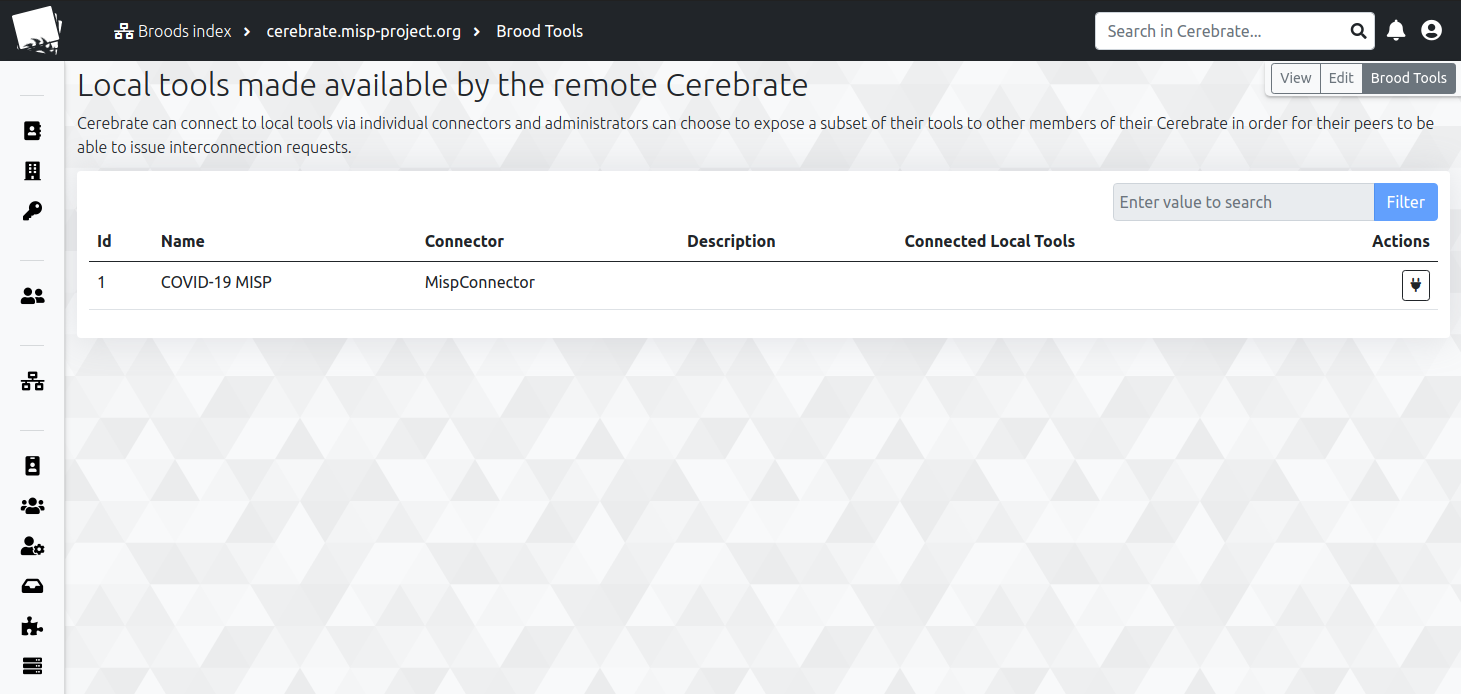 Broods index
cerebrate.misp-project.org
Brood Tools
Search in Cerebrate...
Local tools made available by the remote Cerebrate
View
Edit
Brood Tools
Cerebrate can connect to local tools via individual connectors and administrators can choose to expose a subset of their tools to other members of their Cerebrate in order for their peers to be
able to issue interconnection requests.
Enter value to search
Filter
Id Name Connector Description Connected Local Tools Actions
1 COVID-19 MISP MispConnector